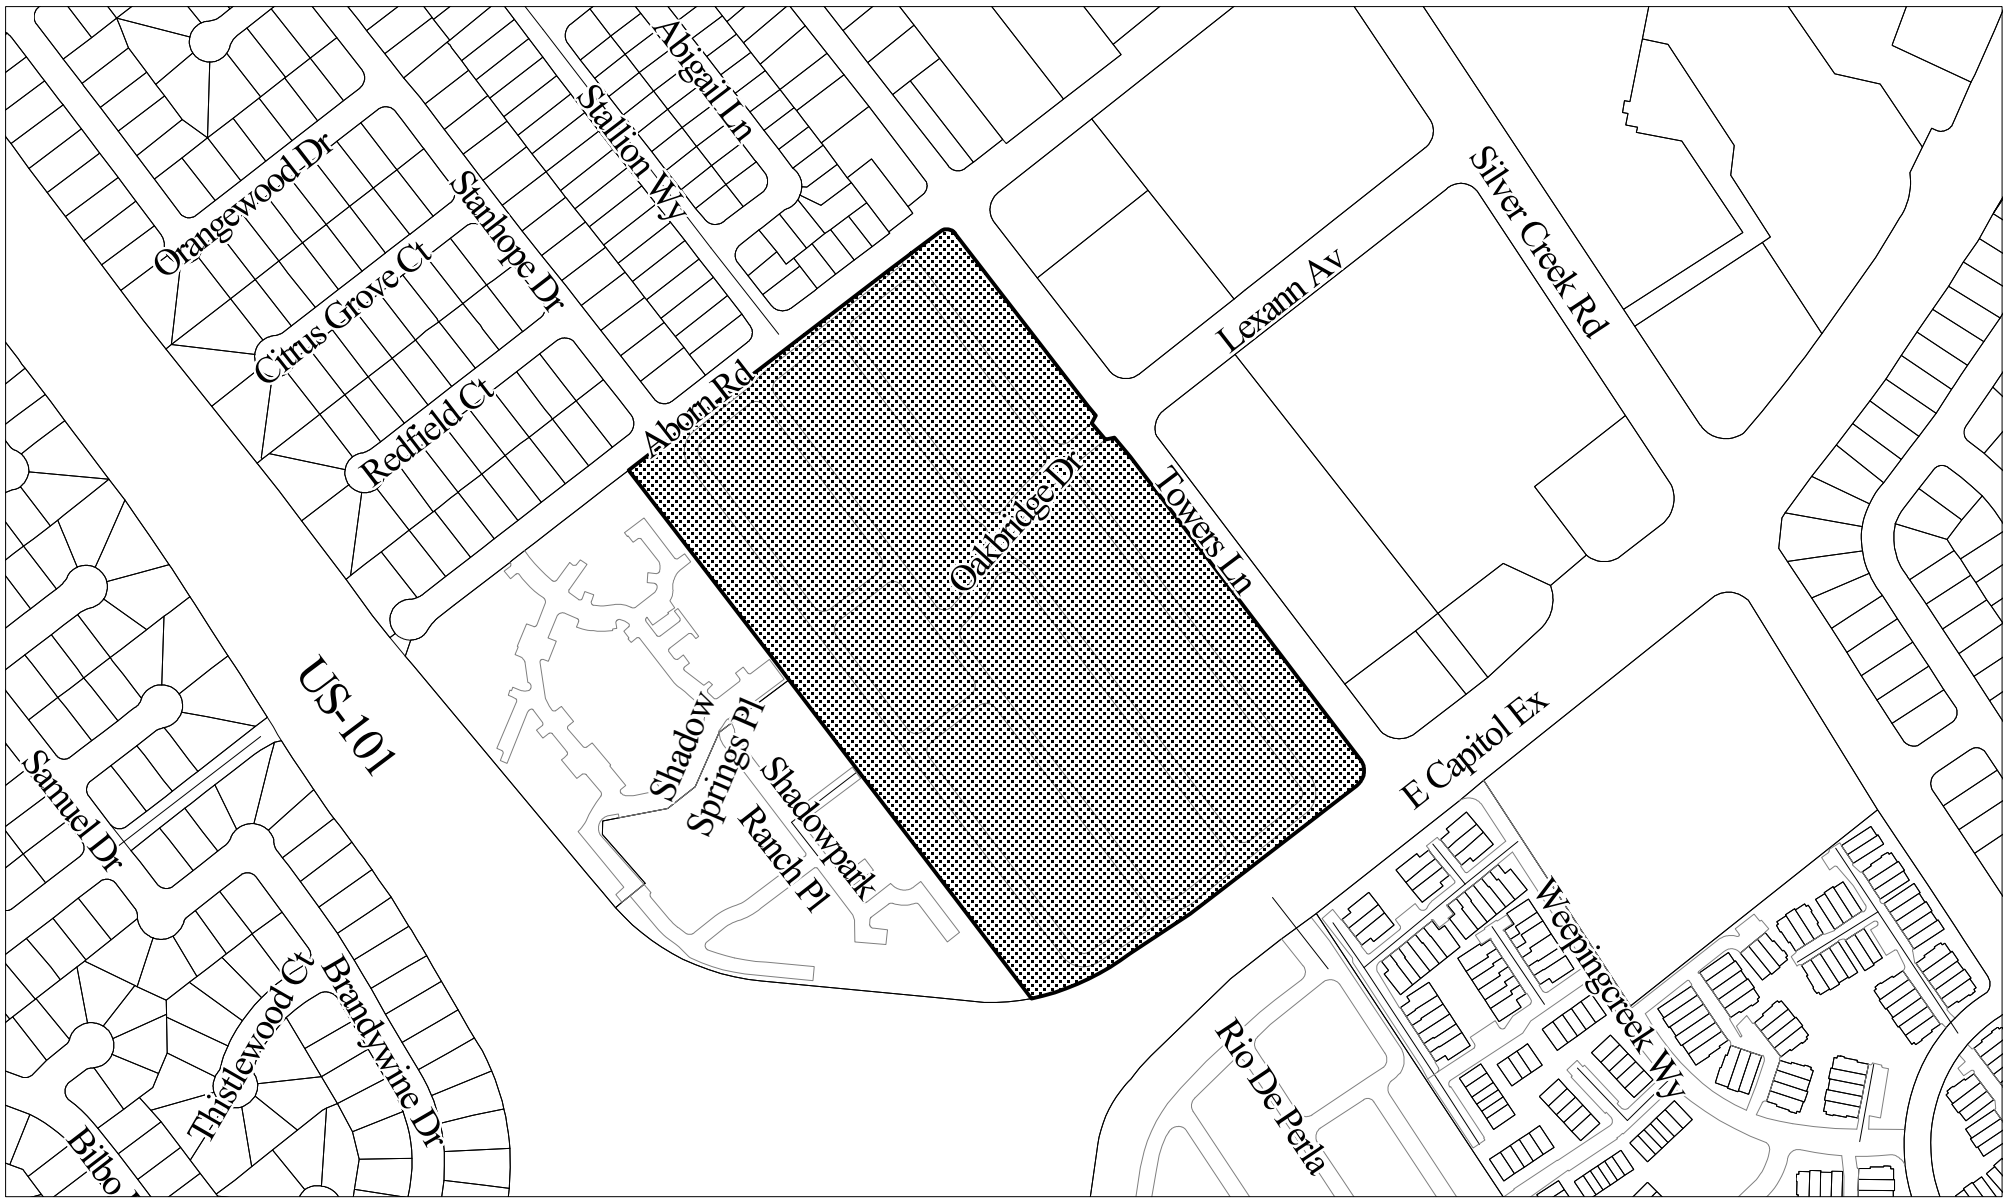 Abigail Ln
Stallion Wy
Orangewood Dr
Stanhope Dr
Silver Creek Rd
Citrus Grove Ct
Lexann Av
Redfield Ct
Aborn Rd
Oakbridge Dr
Towers Ln
US-101
Shadow
Springs Pl
E Capitol Ex
Samuel Dr
Shadowpark
Ranch Pl
Weepingcreek Wy
Thistlewood Ct
Brandywine Dr
Rio De Perla
Bilbo